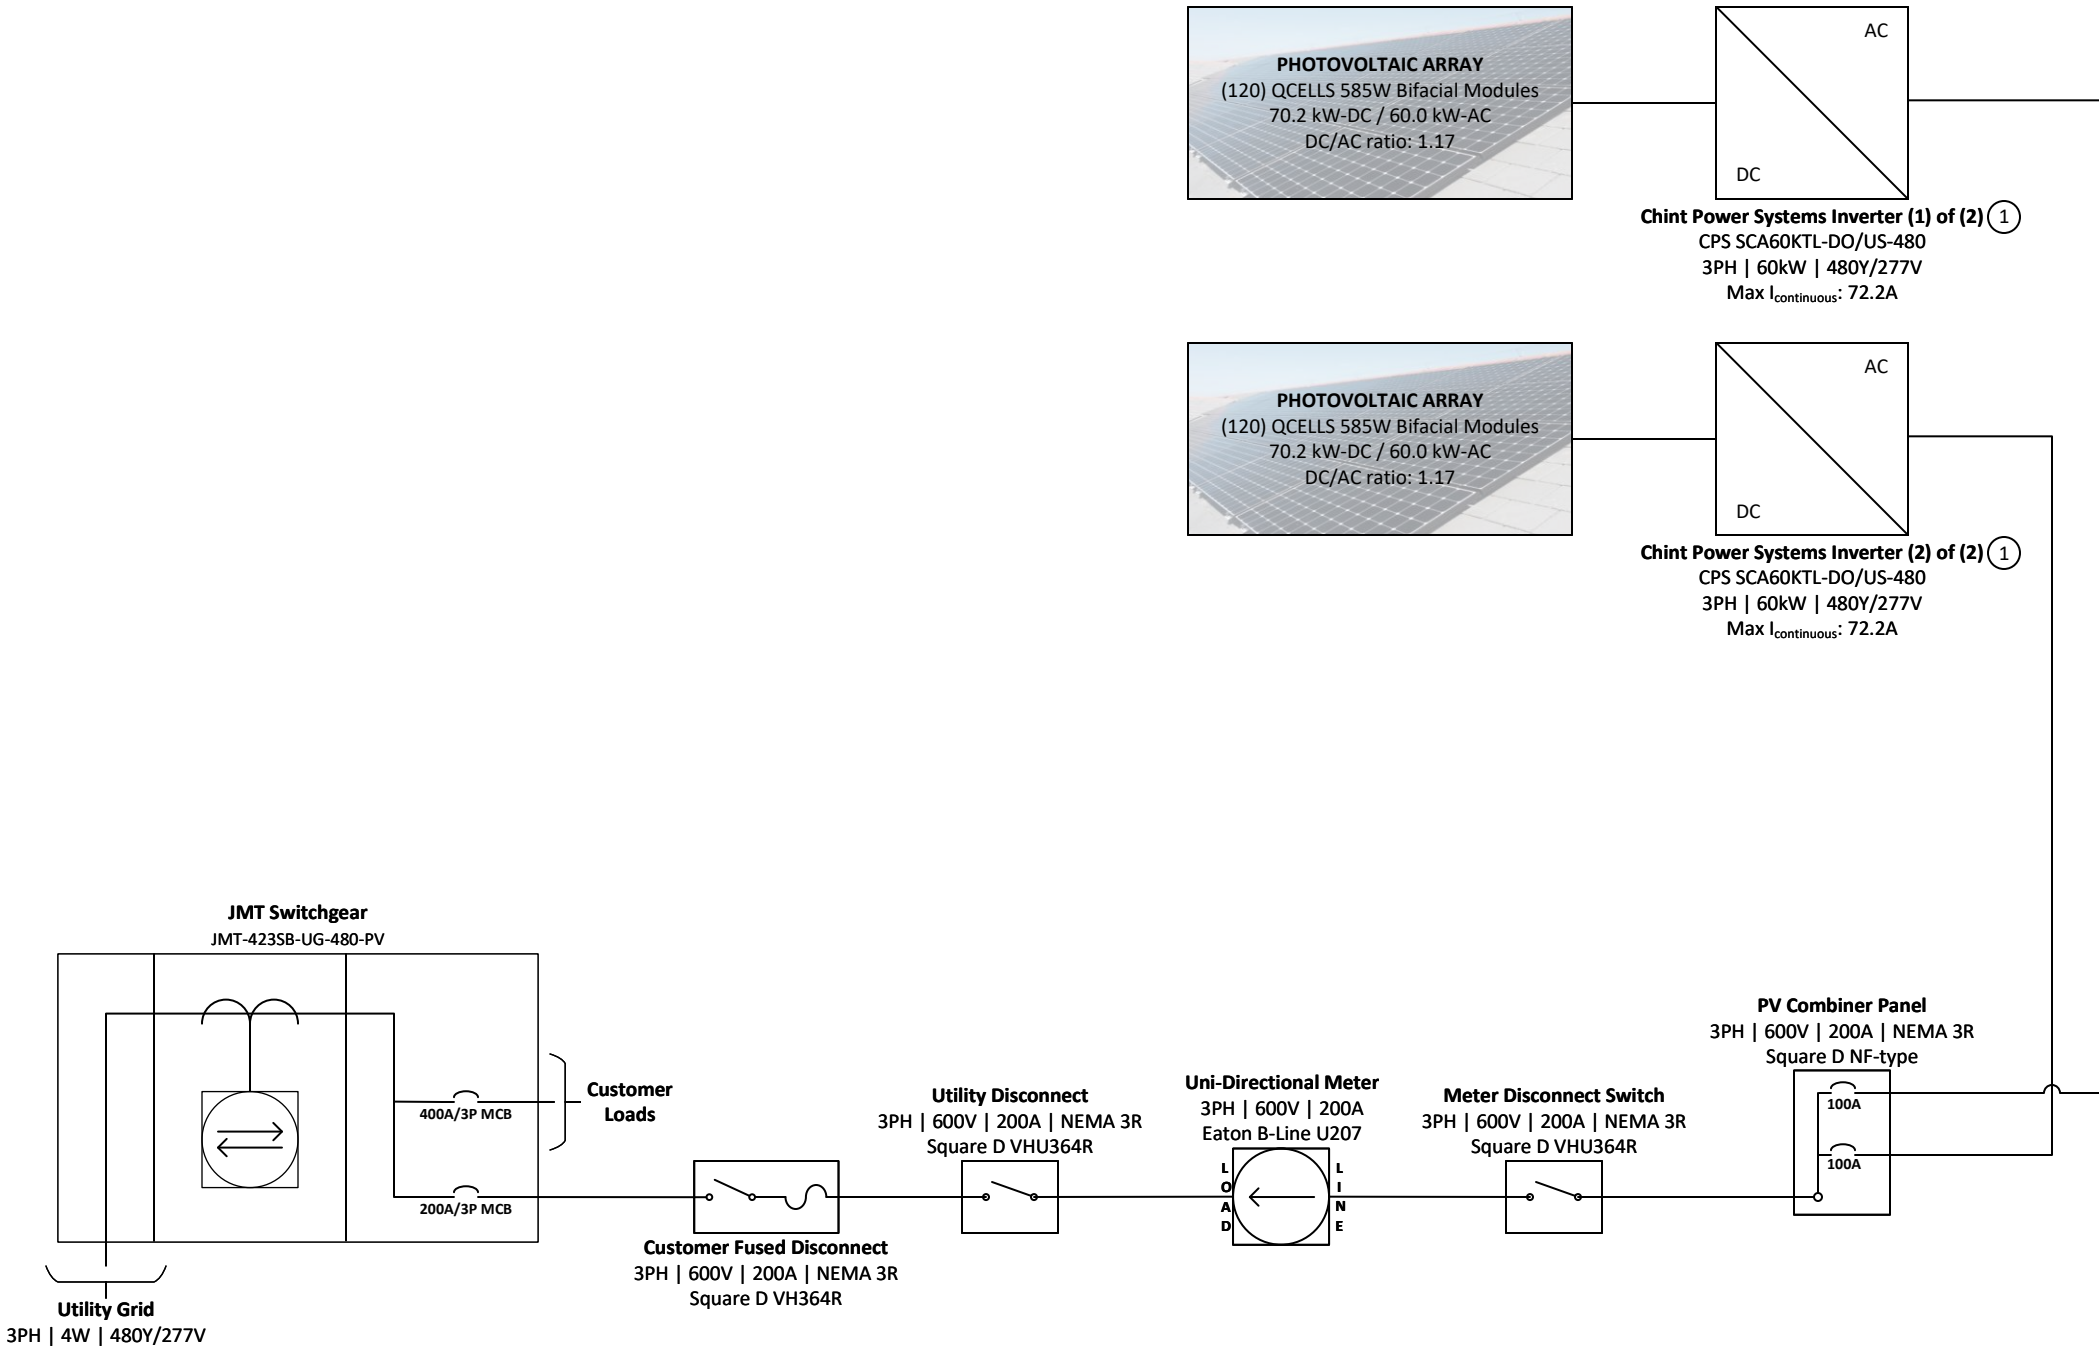 PHOTOVOLTAIC ARRAY
(120) QCELLS 585W Bifacial Modules
70.2 kW-DC / 60.0 kW-AC
DC/AC ratio: 1.17
AC
DC
Chint Power Systems Inverter (1) of (2) 1
CPS SCA60KTL-DO/US-480
3PH | 60kW | 480Y/277V
Max Icontinuous: 72.2A
PHOTOVOLTAIC ARRAY
(120) QCELLS 585W Bifacial Modules
70.2 kW-DC / 60.0 kW-AC
DC/AC ratio: 1.17
AC
DC
Chint Power Systems Inverter (2) of (2) 1
CPS SCA60KTL-DO/US-480
3PH | 60kW | 480Y/277V
Max Icontinuous: 72.2A
JMT Switchgear
JMT-423SB-UG-480-PV
400A/3P MCB
200A/3P MCB
Customer
Loads
Utility Grid
3PH | 4W | 480Y/277V
Customer Fused Disconnect
3PH | 600V | 200A | NEMA 3R
Square D VH364R
Utility Disconnect
3PH | 600V | 200A | NEMA 3R
Square D VHU364R
Uni-Directional Meter
3PH | 600V | 200A
Eaton B-Line U207
LOAD
LINE
Meter Disconnect Switch
3PH | 600V | 200A | NEMA 3R
Square D VHU364R
PV Combiner Panel
3PH | 600V | 200A | NEMA 3R
Square D NF-type
100A
100A